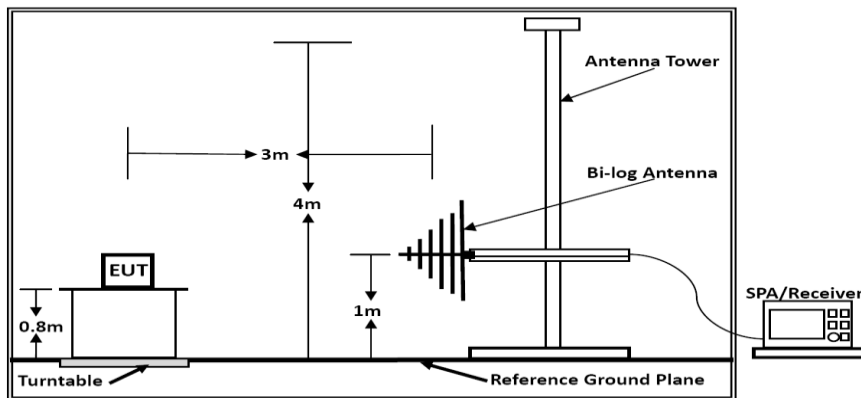 Antenna Tower
3m
Bi-log Antenna
4m
EUT
1m
0.8m
SPA/Receiver
Turntable
Reference Ground Plane